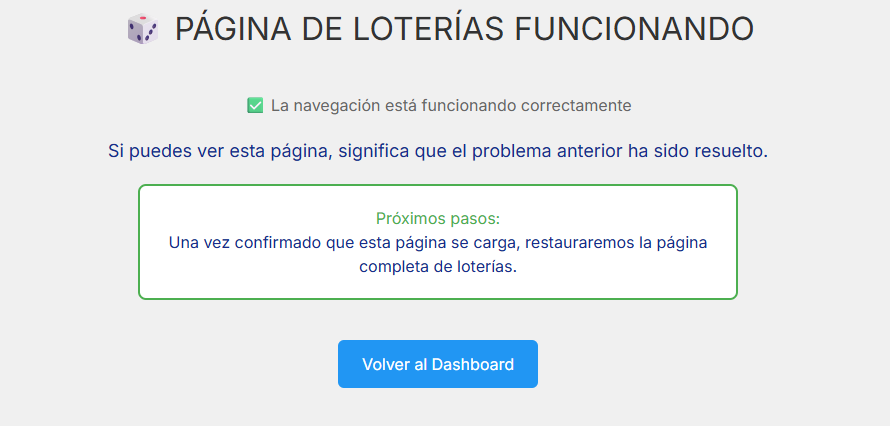 PÁGINA DE LOTERÍAS FUNCIONANDO
La navegación está funcionando correctamente
Si puedes ver esta página, significa que el problema anterior ha sido resuelto.
Próximos pasos:
Una vez confirmado que esta página se carga, restauraremos la página
completa de loterías.
Volver al Dashboard